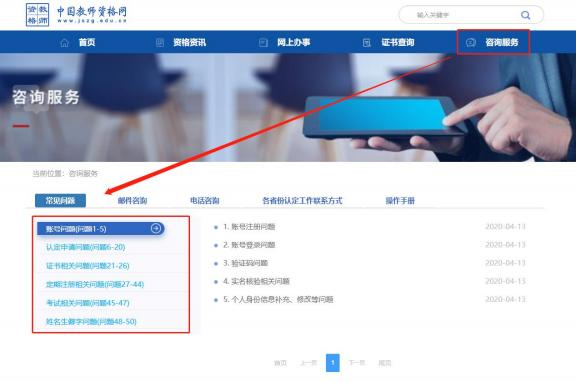 资格
教师
中国教师资格网
www.jszg.edu.cn
输入关键字
首页 资格资讯 网上办事 证书查询 咨询服务
咨询服务
当前位置：咨询服务
常见问题 邮件咨询 电话咨询 各省份认定工作联系方式 操作手册
账号问题(问题1-5)
认定申请问题(问题6-20)
证书相关问题(问题21-26)
定期注册相关问题(问题27-44)
考试相关问题(问题45-47)
姓名生僻字问题(问题48-50)
1. 账号注册问题 2020-04-13
2. 账号登录问题 2020-04-13
3. 验证码问题 2020-04-13
4. 实名核验相关问题 2020-04-13
5. 个人身份信息补充、修改等问题 2020-04-13
首页 上一页 1 下一页 尾页